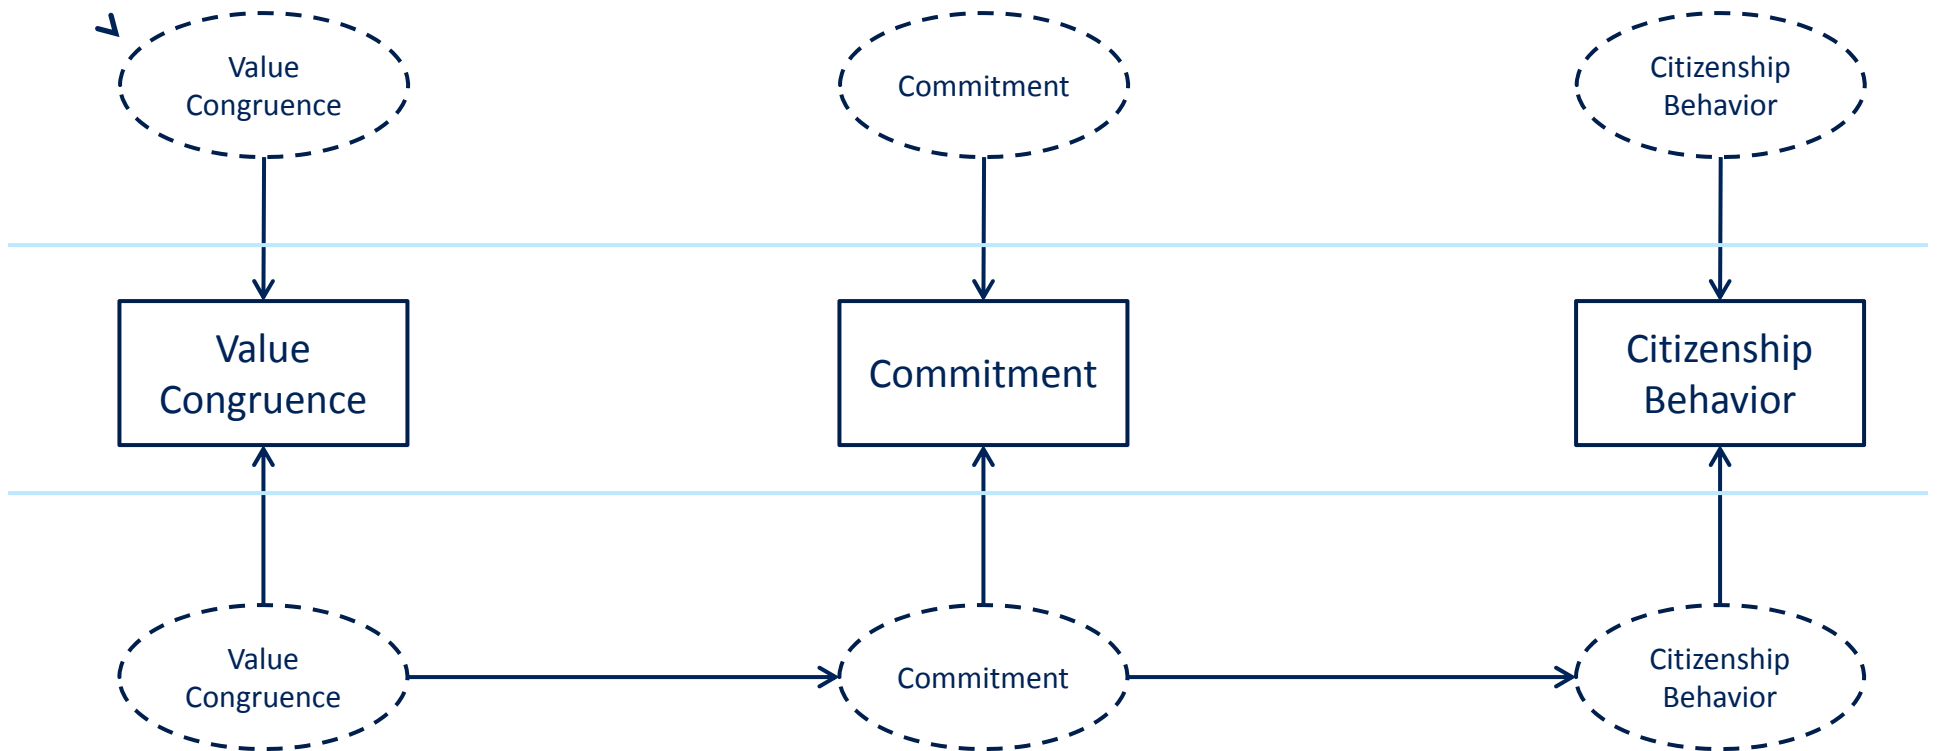 Value
Congruence
Commitment
Citizenship
Behavior
Value
Congruence
Commitment
Citizenship
Behavior
Value
Congruence
Commitment
Citizenship
Behavior